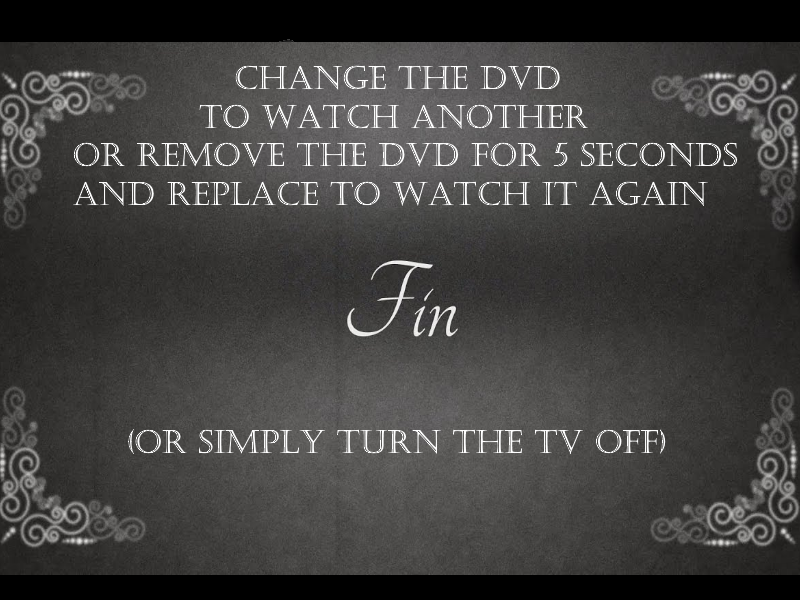 CHANGE THE DVD
TO WATCH ANOTHER
OR REMOVE THE DVD FOR 5 SECONDS
AND REPLACE TO WATCH IT AGAIN
Fin
(OR SIMPLY TURN THE TV OFF)